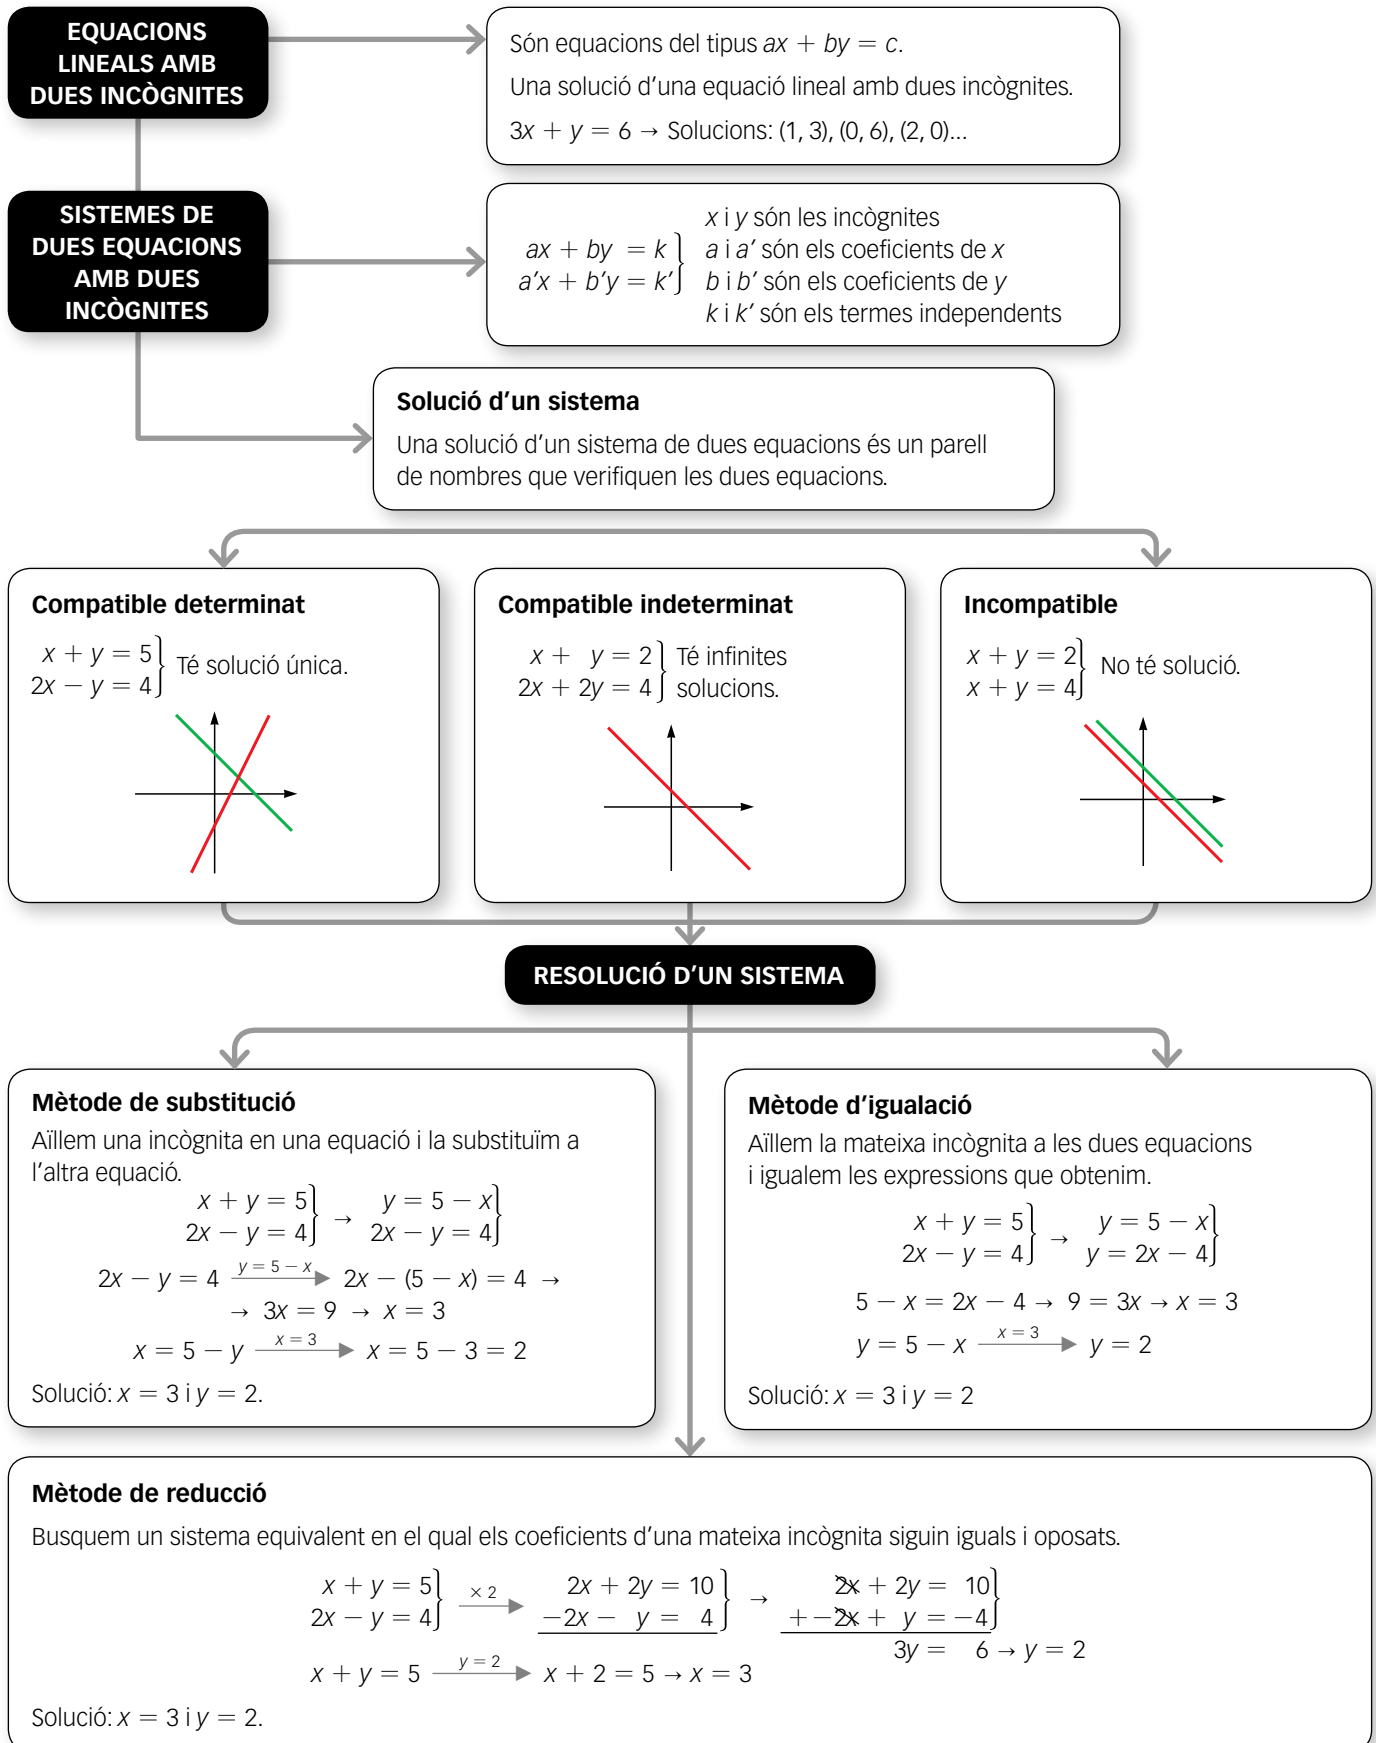 EQUACIONS
LINEALS AMB
DUES INCÒGNITES
Són equacions del tipus ax + by = c.
Una solució d’una equació lineal amb dues incògnites.
3x + y = 6 → Solucions: (1, 3), (0, 6), (2, 0)...
SISTEMES DE
DUES EQUACIONS
AMB DUES
INCÒGNITES
ax + by = k
a′x + b′y = k′}
x i y són les incògnites
a i a′ són els coeficients de x
b i b′ són els coeficients de y
k i k′ són els termes independents
Solució d’un sistema
Una solució d’un sistema de dues equacions és un parell
de nombres que verifiquen les dues equacions.
Compatible determinat
x + y = 5
2x − y = 4} Té solució única.
Compatible indeterminat
x + y = 2
2x + 2y = 4}
Té infinites
solucions.
Incompatible
x + y = 2
x + y = 4} No té solució.
RESOLUCIÓ D’UN SISTEMA
Mètode de substitució
Aïllem una incògnita en una equació i la substituïm a
l’altra equació.
x + y = 5} → y = 5 − x}
2x − y = 4} 2x − y = 4}
2x − y = 4 y = 5 − x → 2x − (5 − x) = 4 →
→ 3x = 9 → x = 3
x = 5 − y x = 3 → x = 5 − 3 = 2
Solució: x = 3 i y = 2.
Mètode d’igualació
Aïllem la mateixa incògnita a les dues equacions
i igualem les expressions que obtenim.
x + y = 5} → y = 5 − x}
2x − y = 4} y = 2x − 4}
5 − x = 2x − 4 → 9 = 3x → x = 3
y = 5 − x x = 3 → y = 2
Solució: x = 3 i y = 2
Mètode de reducció
Busquem un sistema equivalent en el qual els coeficients d’una mateixa incògnita siguin iguals i oposats.
x + y = 5} × 2 → 2x + 2y = 10} → 2x + 2y = 10}
2x − y = 4} −2x − y = 4} + −2x + y = −4}
3y = 6 → y = 2
x + y = 5 y = 2 → x + 2 = 5 → x = 3
Solució: x = 3 i y = 2.